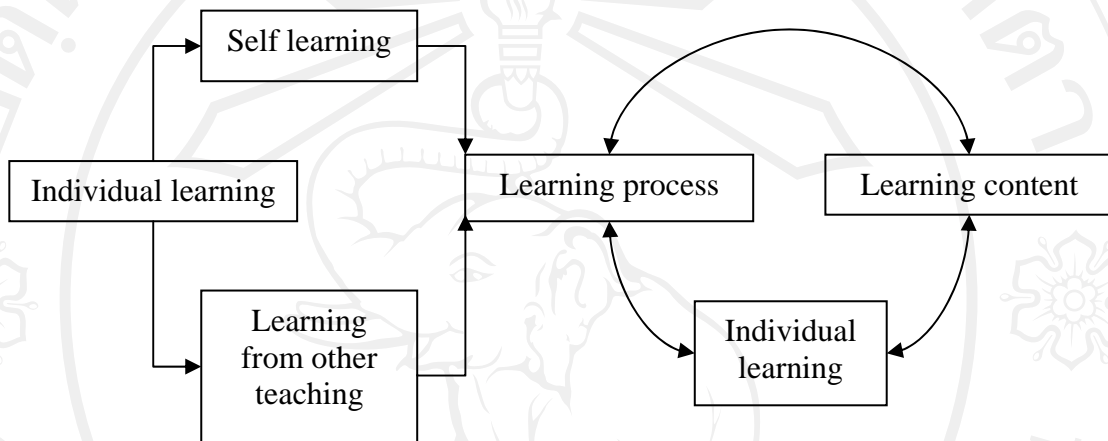 Self learning
Individual learning
Learning process
Learning content
Learning
from other
teaching
Individual
learning